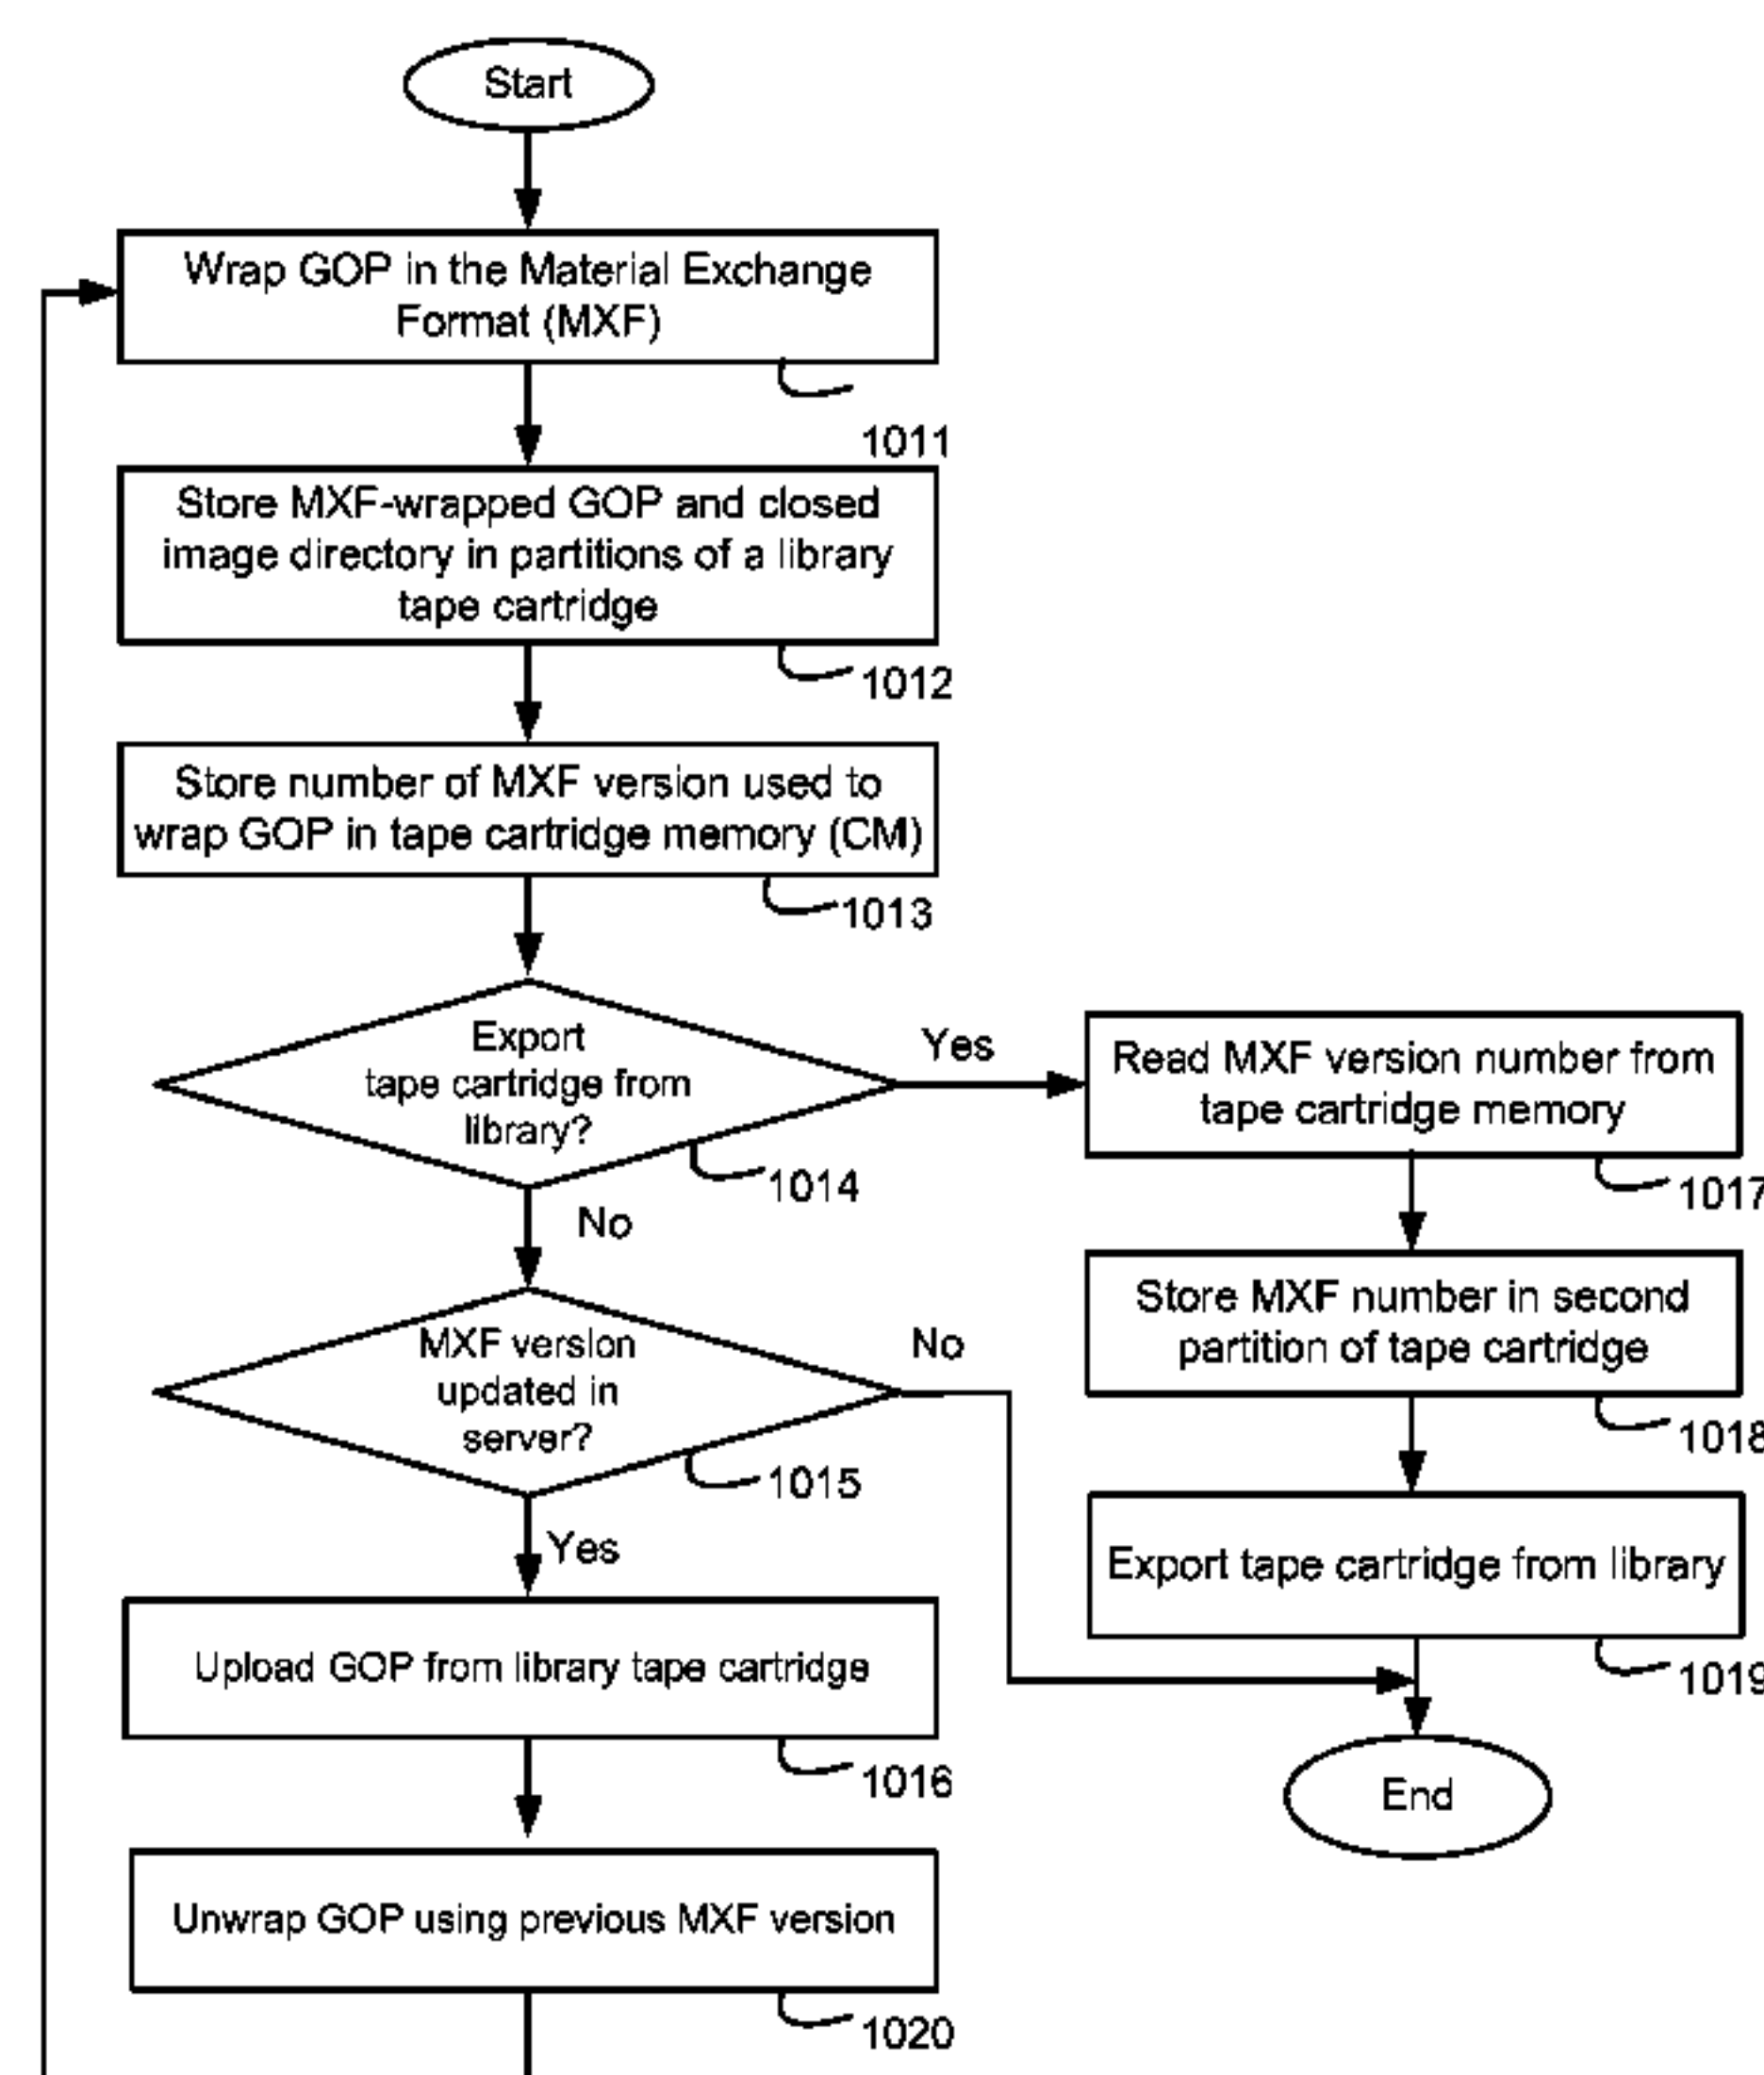 Start
Wrap GOP in the Material Exchange
Format (MXF)
1011
Store MXF-wrapped GOP and closed
image directory in partitions of a library
tape cartridge
1012
Store number of MXF version used to
wrap GOP in tape cartridge memory (CM)
1013
Export
tape cartridge from
library?
1014
Yes
No
Read MXF version number from
tape cartridge memory
1017
Store MXF number in second
partition of tape cartridge
1018
Export tape cartridge from library
1019
MXF version
updated in
server?
1015
No
Yes
Upload GOP from library tape cartridge
1016
Unwrap GOP using previous MXF version
1020
End